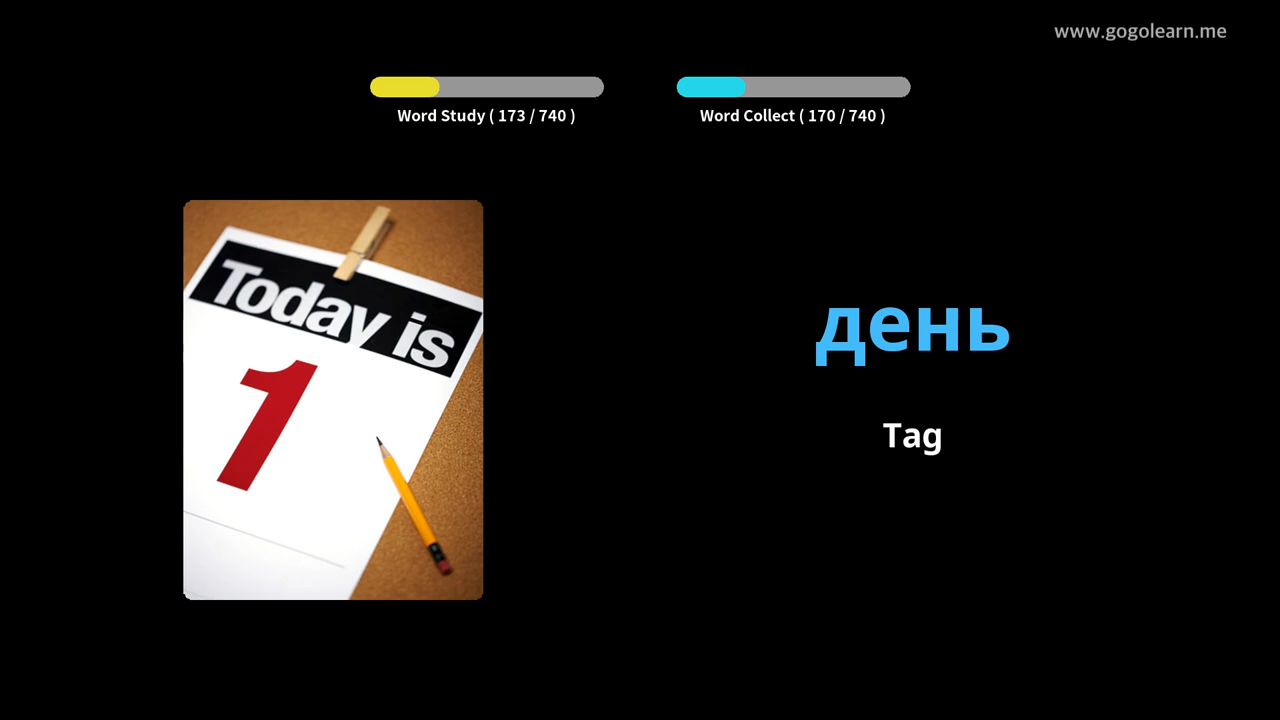 www.gogolearn.me
Word Study ( 173 / 740 )
Word Collect ( 170 / 740 )
Today is
1
день
Tag